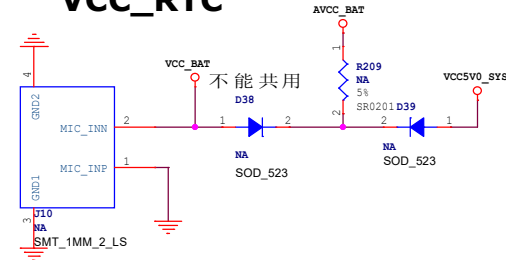 VCC_RTC
AVCC_BAT
VCC_BAT
不能共用
1
R209
NA
5%
SR0201
2
VCC5V0_SYS
4
GND2
MIC_INN
2
1
D38
2
NA
SOD_523
D39
2
1
NA
SOD_523
MIC_INP
1
GND1
3
J10
NA
SMT_1MM_2_LS